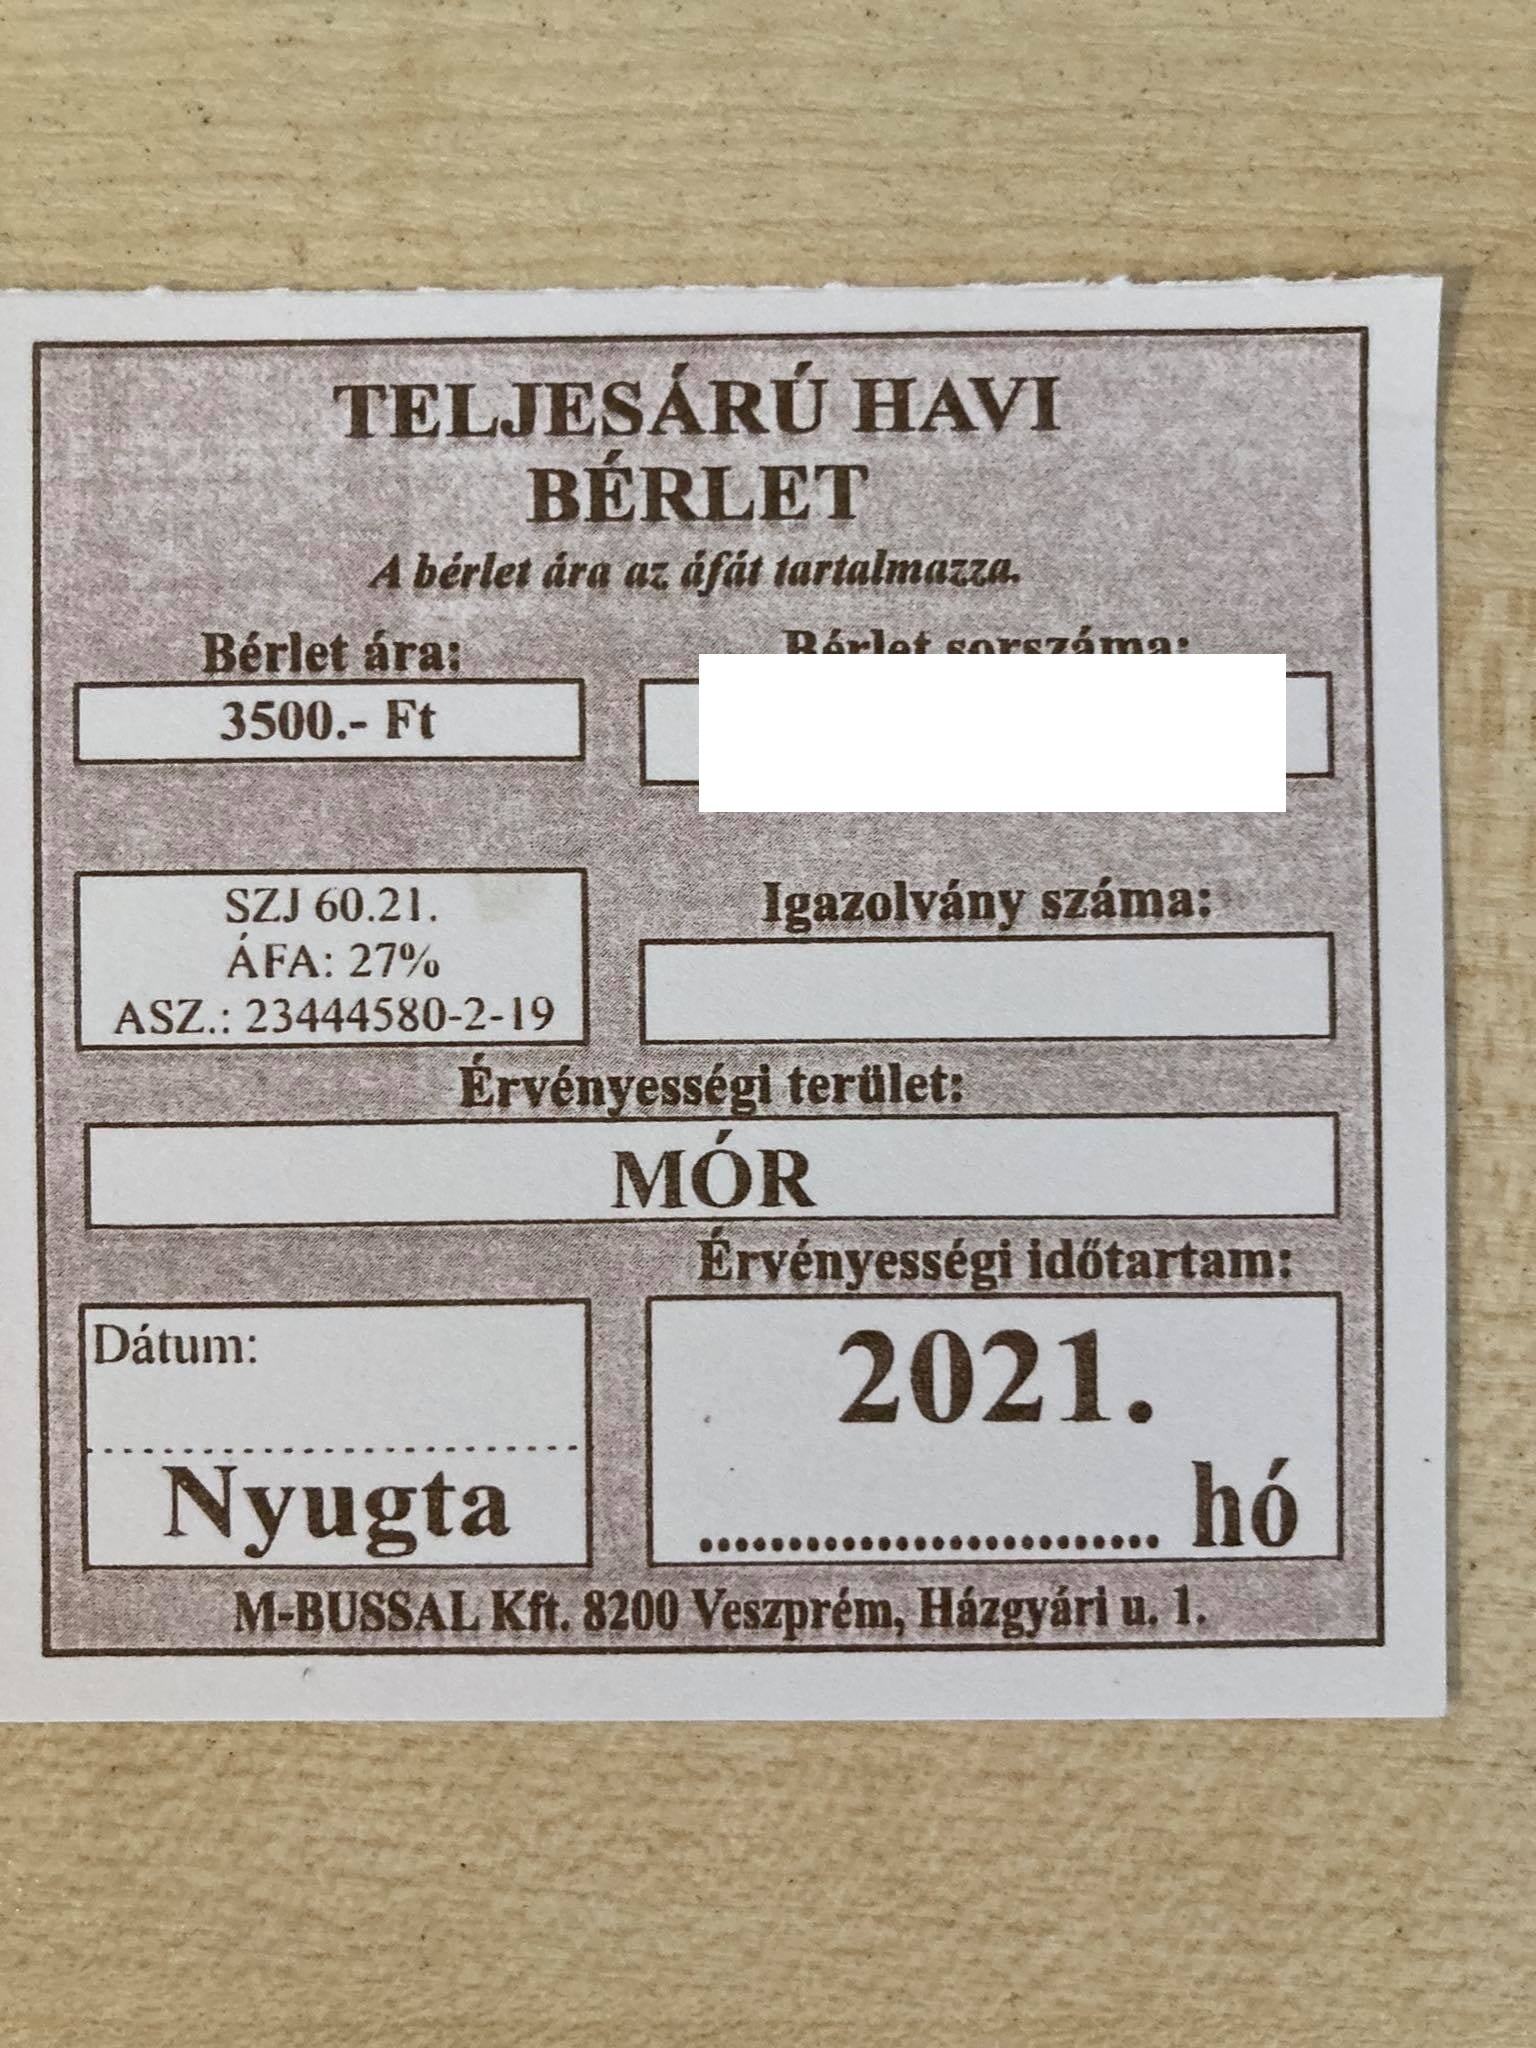 TELJESÁRÚ HAVI
BÉRLET
A bérlet ára az áfát tartalmazza.
Bérlet ára:
3500.- Ft
Bérlet sorszáma:
SZJ 60.21.
ÁFA: 27%
ASZ.: 23444580-2-19
Igazolvány száma:
Érvényességi terület:
MÓR
Érvényességi időtartam:
2021.
.......................... hó
Dátum:
Nyugta
M-BUSSAL Kft. 8200 Veszprém, Házgyári u. 1.